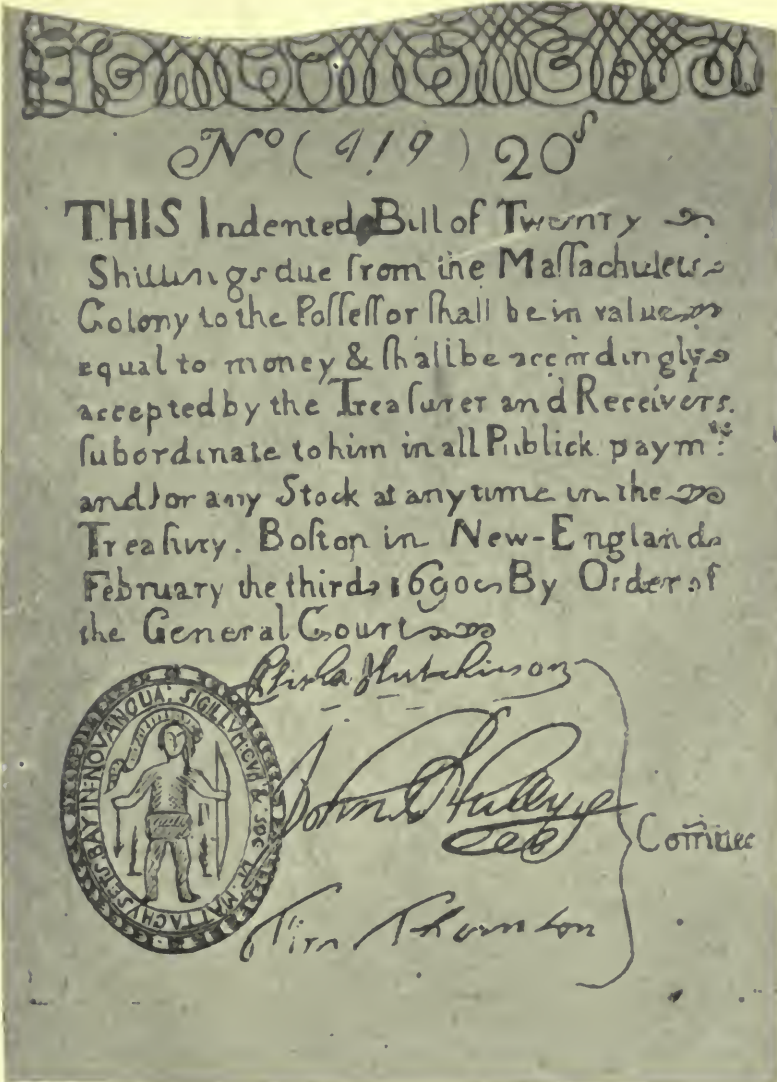 No (919) 20s
THIS Indented Bill of Twenty
Shillings due from the Maſſachuſets
Colony to the Poſſeſſor ſhall be in value
equal to money & ſhall be accordingly
accepted by the Treaſurer and Receivers
ſubordinate to him in all Publick paymts:
and for any Stock at any time in the
Treaſury. Boſton in New-England
February the third 1690 By Order of
the General Court
Eliſha Hutchinson
John
Tim Thornton
Comittee
SIGILLVM: GVB & SOC DE MATTACHVSETS BAY IN NOVANGLIA